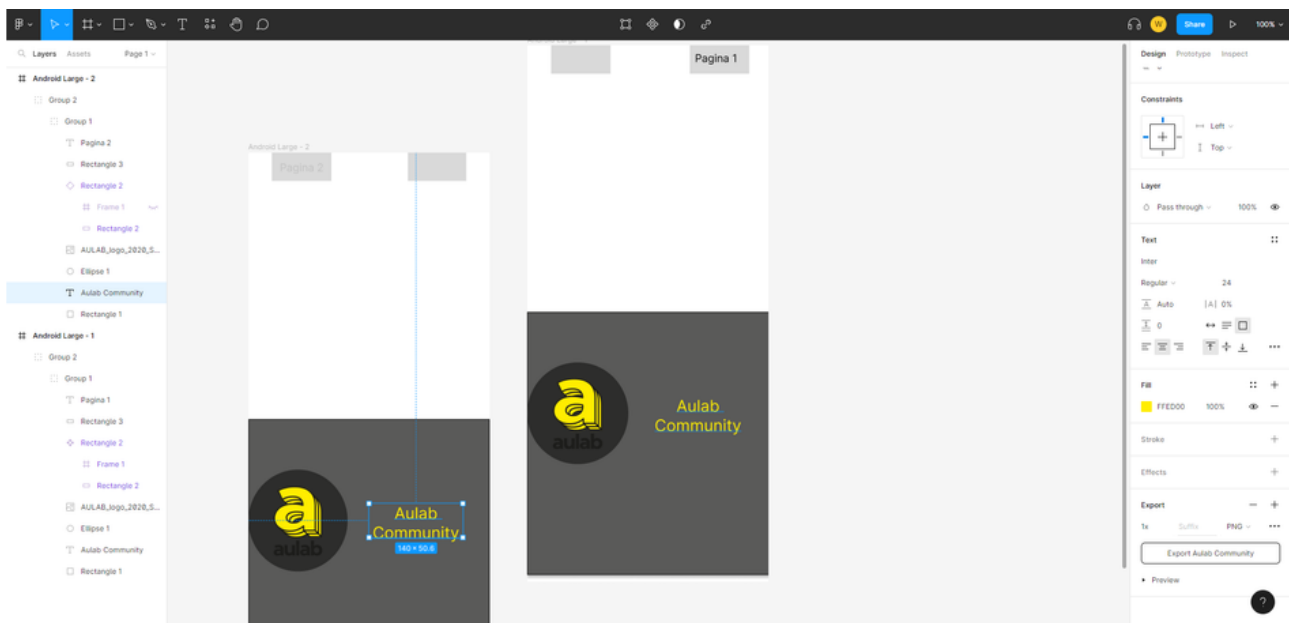 Share
100%
Layers Assets Page 1
Android Large - 2
Group 2
Group 1
Pagina 2
Rectangle 3
Rectangle 2
Frame 1
Rectangle 2
AULAB_logo_2020_S...
Ellipse 1
Aulab Community
Rectangle 1
Android Large - 1
Group 2
Group 1
Pagina 1
Rectangle 3
Rectangle 2
Frame 1
Rectangle 2
AULAB_logo_2020_S...
Ellipse 1
Aulab Community
Rectangle 1
Android Large - 2
Pagina 2
a
aulab
Aulab
Community
140 × 50.6
Android Large - 1
Pagina 1
a
aulab
Aulab
Community
Design Prototype Inspect
Constraints
Left
Top
Layer
Pass through 100%
Text
Inter
Regular 24
Auto |A| 0%
0
Fill
FFED00 100%
Stroke
Effects
Export
1x Suffix PNG
Export Aulab Community
Preview
?
W